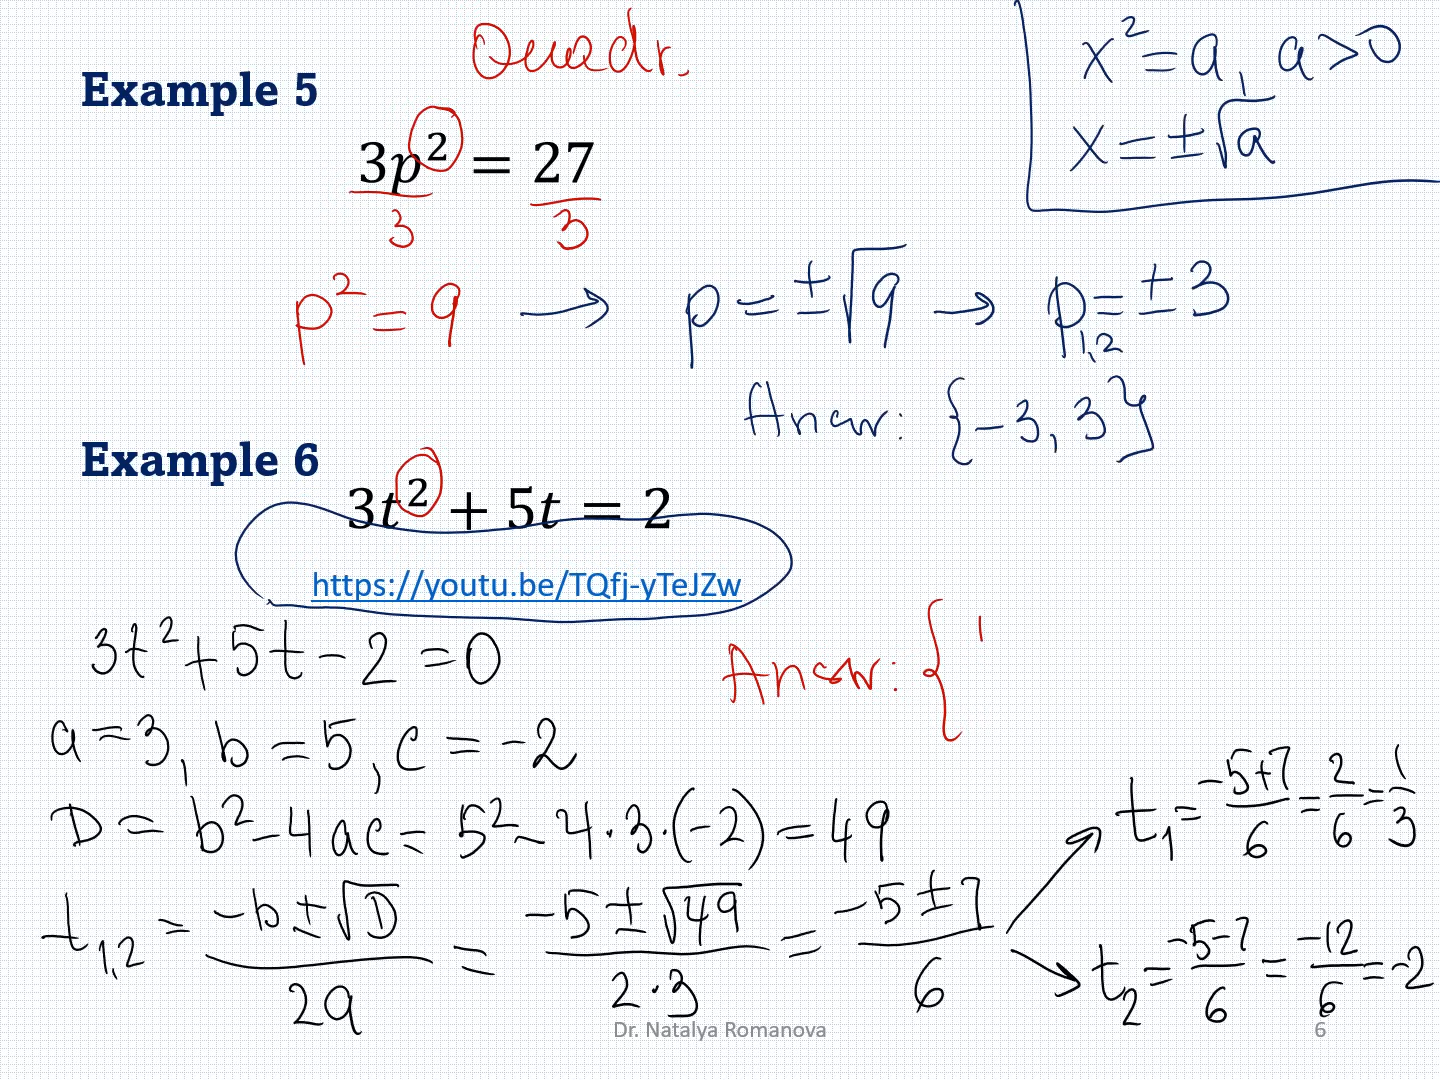 Quadr.
x² = a, a > 0
x = ±√a
Example 5
3p² = 27
3 3
p² = 9 → p = ±√9 → p₁,₂ = ±3
Answ: {-3, 3}
Example 6
3t² + 5t = 2
https://youtu.be/TQfj-yTeJZw
3t² + 5t - 2 = 0
Answ: {
a = 3, b = 5, c = -2
D = b² - 4ac = 5² - 4·3·(-2) = 49
t₁,₂ = (-b ± √D)/2a = (-5 ± √49)/2·3 = (-5 ± 7)/6
t₁ = (-5+7)/6 = 2/6 = 1/3
t₂ = (-5-7)/6 = -12/6 = -2
Dr. Natalya Romanova
6